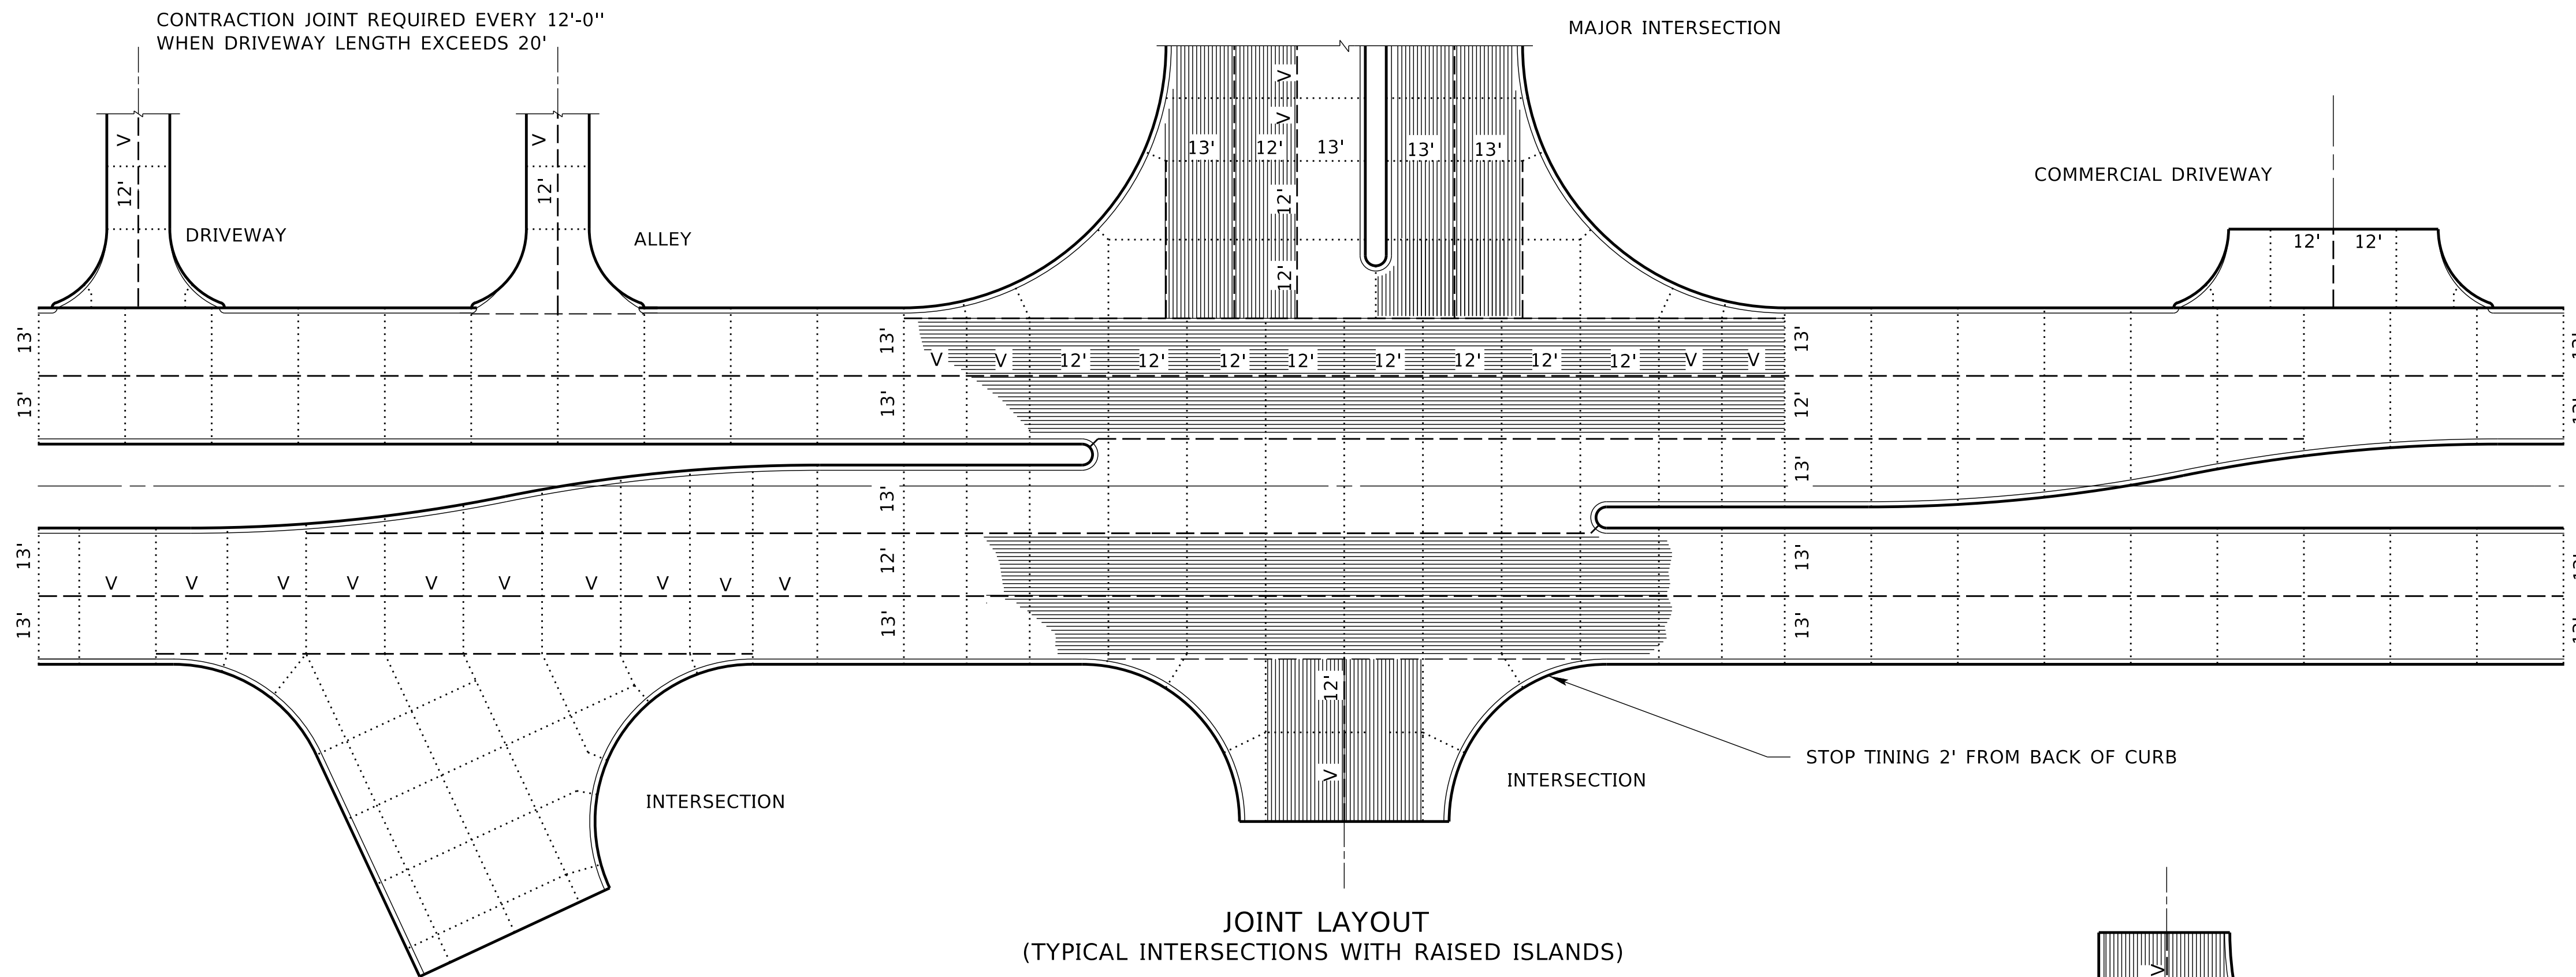 CONTRACTION JOINT REQUIRED EVERY 12'-0"
WHEN DRIVEWAY LENGTH EXCEEDS 20'
MAJOR INTERSECTION
V
V
V
V
12'
12'
13'
12'
13'
13'
13'
12'
12'
COMMERCIAL DRIVEWAY
DRIVEWAY
ALLEY
12'
12'
13'
13'
13'
V
V
12'
12'
12'
12'
12'
12'
12'
12'
V
V
13'
13'
12'
13'
13'
13'
13'
12'
13'
V
V
V
V
V
V
V
V
V
V
13'
13'
13'
12'
V
INTERSECTION
INTERSECTION
STOP TINING 2' FROM BACK OF CURB
JOINT LAYOUT
(TYPICAL INTERSECTIONS WITH RAISED ISLANDS)
V